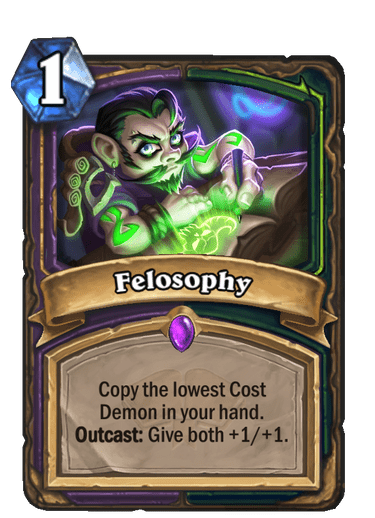 1
Felosophy
Copy the lowest Cost
Demon in your hand.
Outcast: Give both +1/+1.